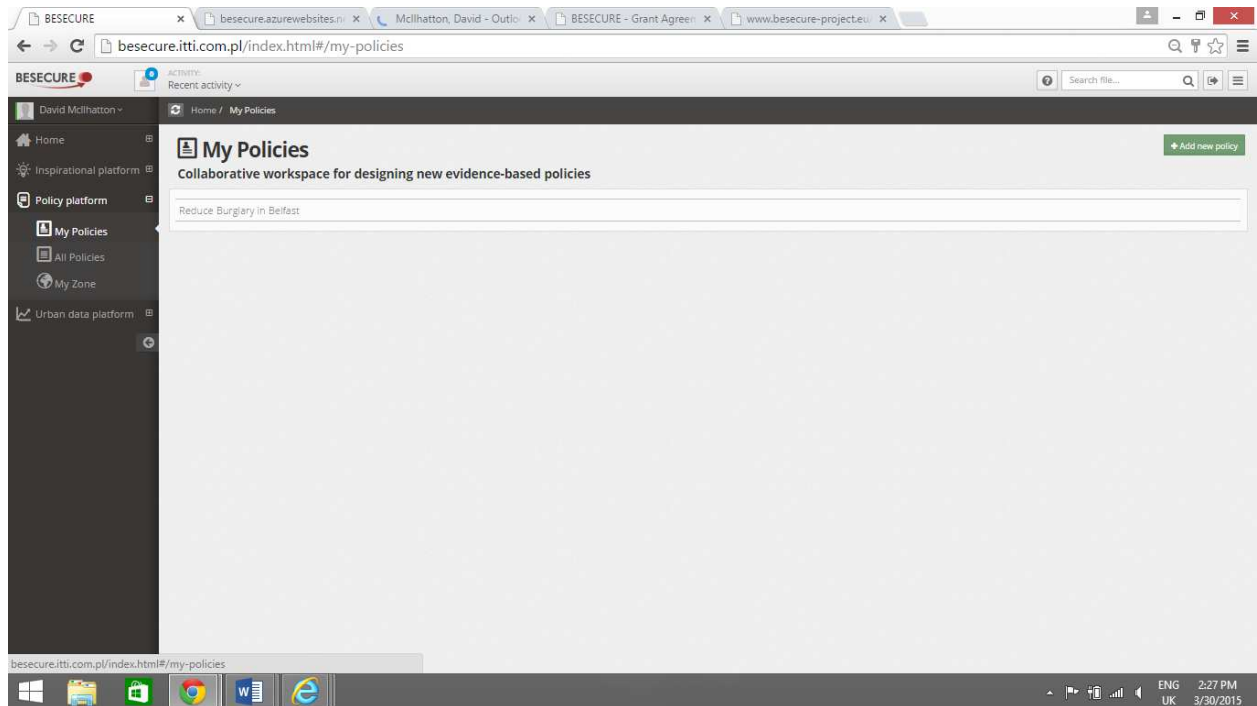 BESECURE
besecure.azurewebsites.n
McIlhatton, David - Outlo
BESECURE - Grant Agreem
www.besecure-project.eu/
besecure.itti.com.pl/index.html#/my-policies
BESECURE
0
ACTIVITY:
Recent activity
Search file...
David McIlhatton
Home / My Policies
Home
Inspirational platform
Policy platform
My Policies
All Policies
My Zone
Urban data platform
My Policies
+ Add new policy
Collaborative workspace for designing new evidence-based policies
Reduce Burglary in Belfast
besecure.itti.com.pl/index.html#/my-policies
ENG 2:27 PM
UK 3/30/2015